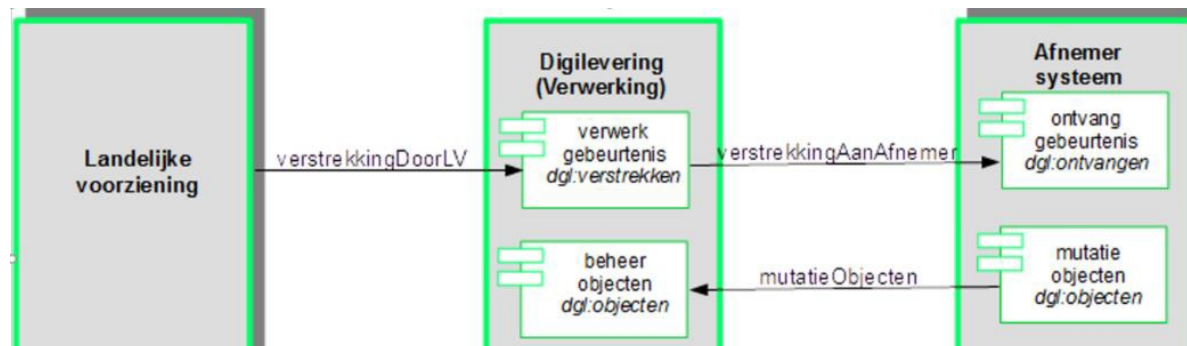 Landelijke
voorziening
verstrekkingDoorLV
Digilevering
(Verwerking)
verwerk
gebeurtenis
dgl:verstrekken
beheer
objecten
dgl:objecten
verstrekkingAanAfnemer
mutatieObjecten
Afnemer
systeem
ontvang
gebeurtenis
dgl:ontvangen
mutatie
objecten
dgl:objecten